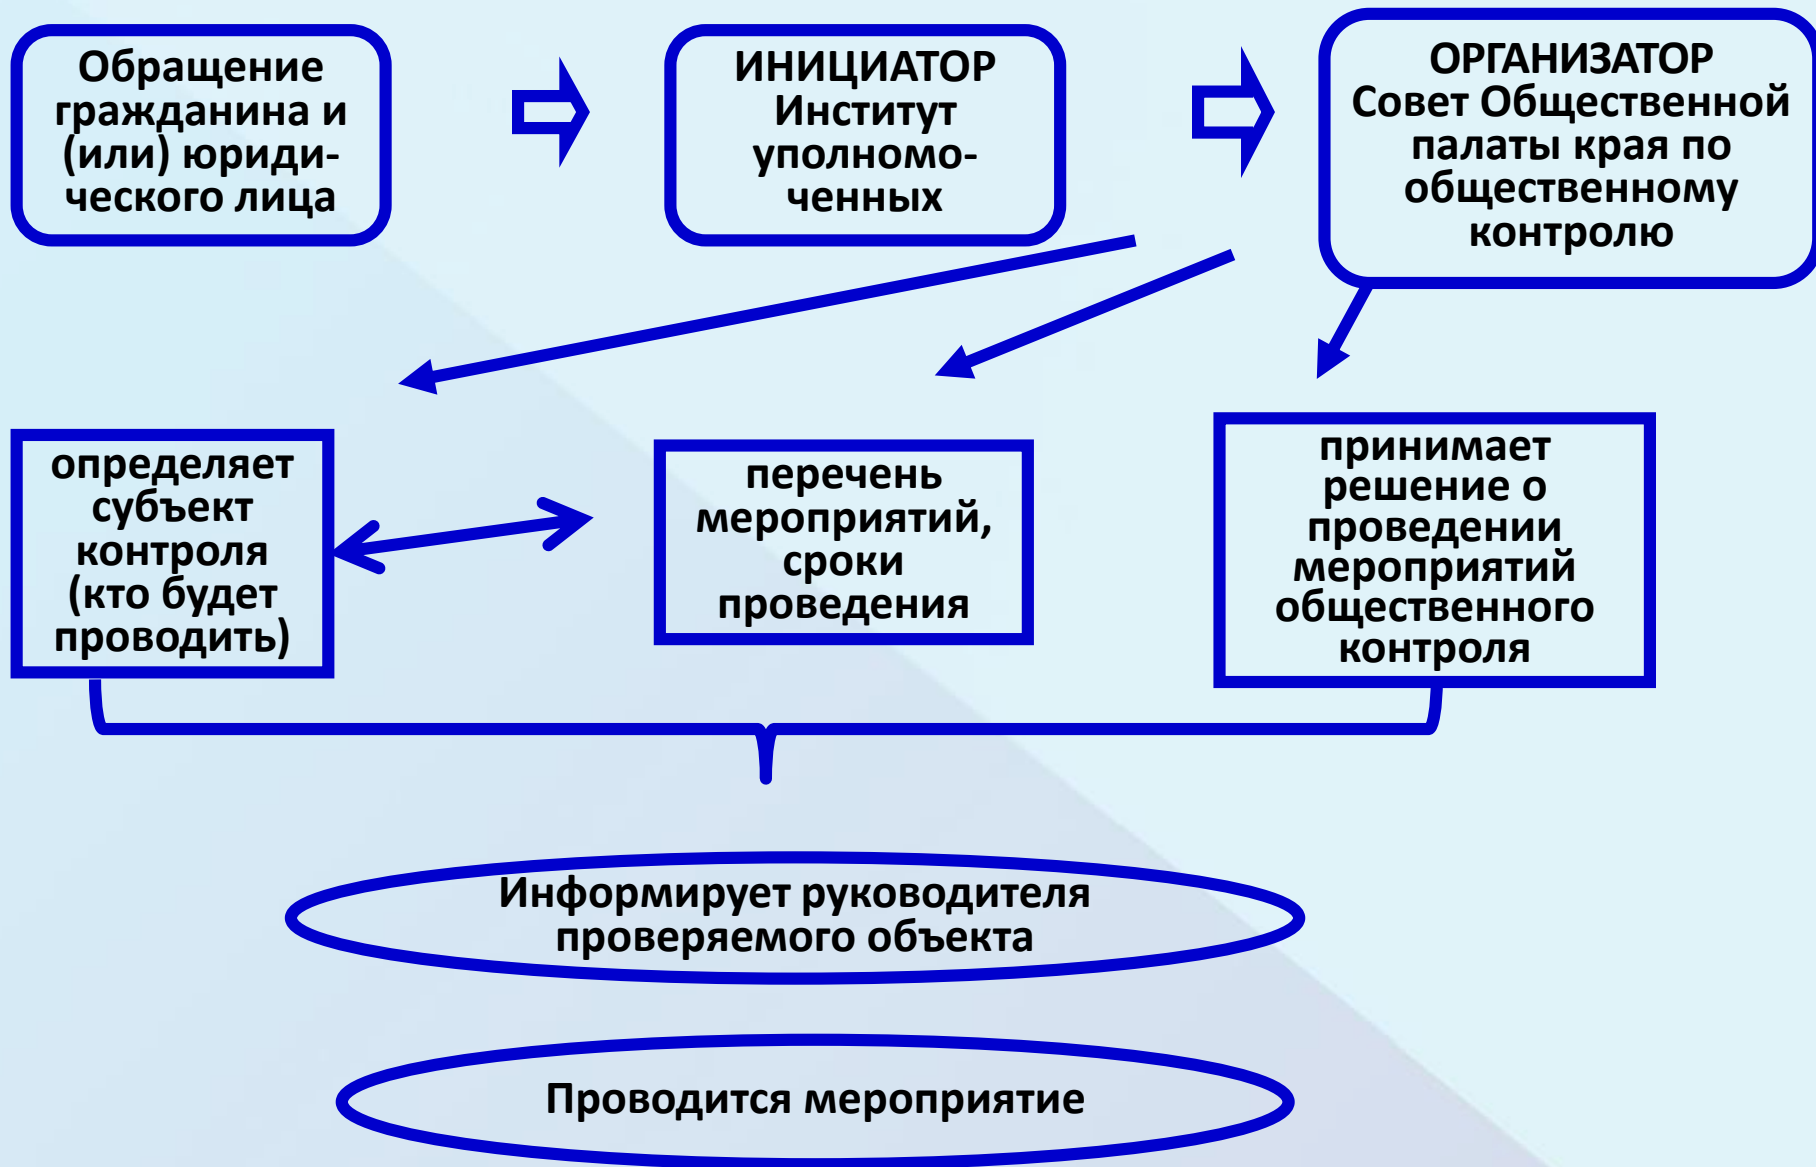 Обращение
гражданина и
(или) юриди-
ческого лица
ИНИЦИАТОР
Институт
уполномо-
ченных
ОРГАНИЗАТОР
Совет Общественной
палаты края по
общественному
контролю
определяет
субъект
контроля
(кто будет
проводить)
перечень
мероприятий,
сроки
проведения
принимает
решение о
проведении
мероприятий
общественного
контроля
Информирует руководителя
проверяемого объекта
Проводится мероприятие